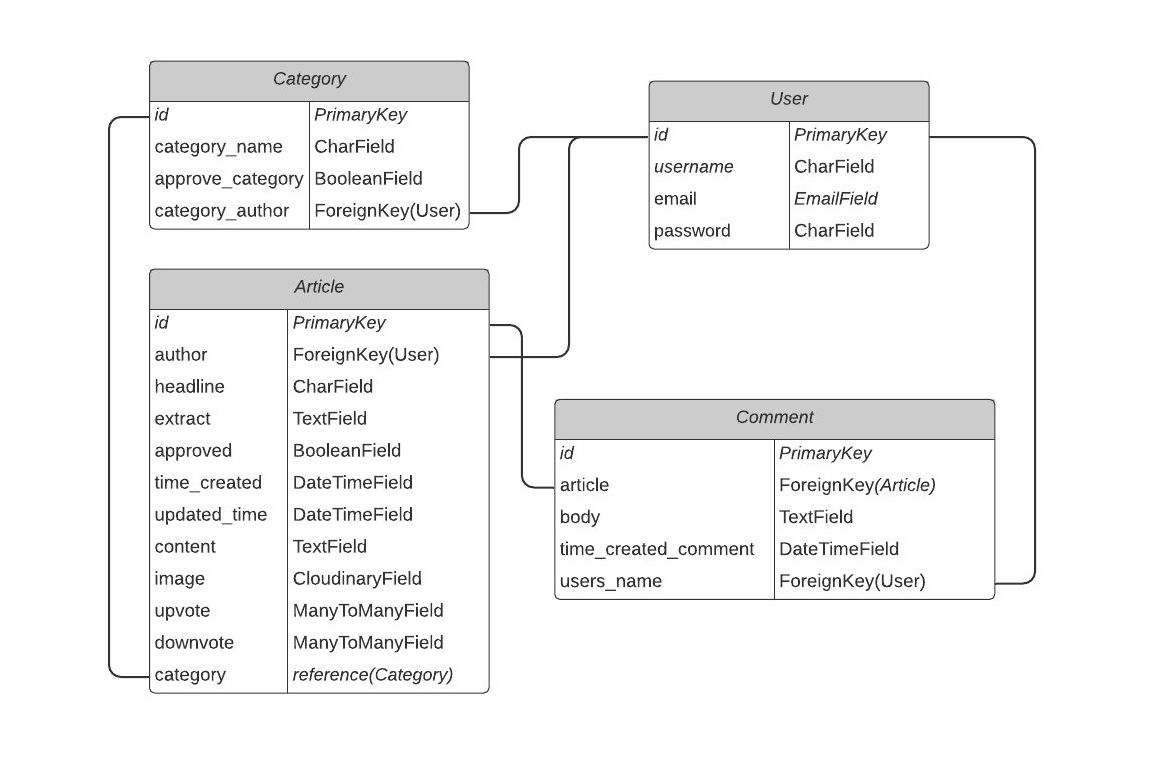 Category
id PrimaryKey
category_name CharField
approve_category BooleanField
category_author ForeignKey(User)
User
id PrimaryKey
username CharField
email EmailField
password CharField
Article
id PrimaryKey
author ForeignKey(User)
headline CharField
extract TextField
approved BooleanField
time_created DateTimeField
updated_time DateTimeField
content TextField
image CloudinaryField
upvote ManyToManyField
downvote ManyToManyField
category reference(Category)
Comment
id PrimaryKey
article ForeignKey(Article)
body TextField
time_created_comment DateTimeField
users_name ForeignKey(User)